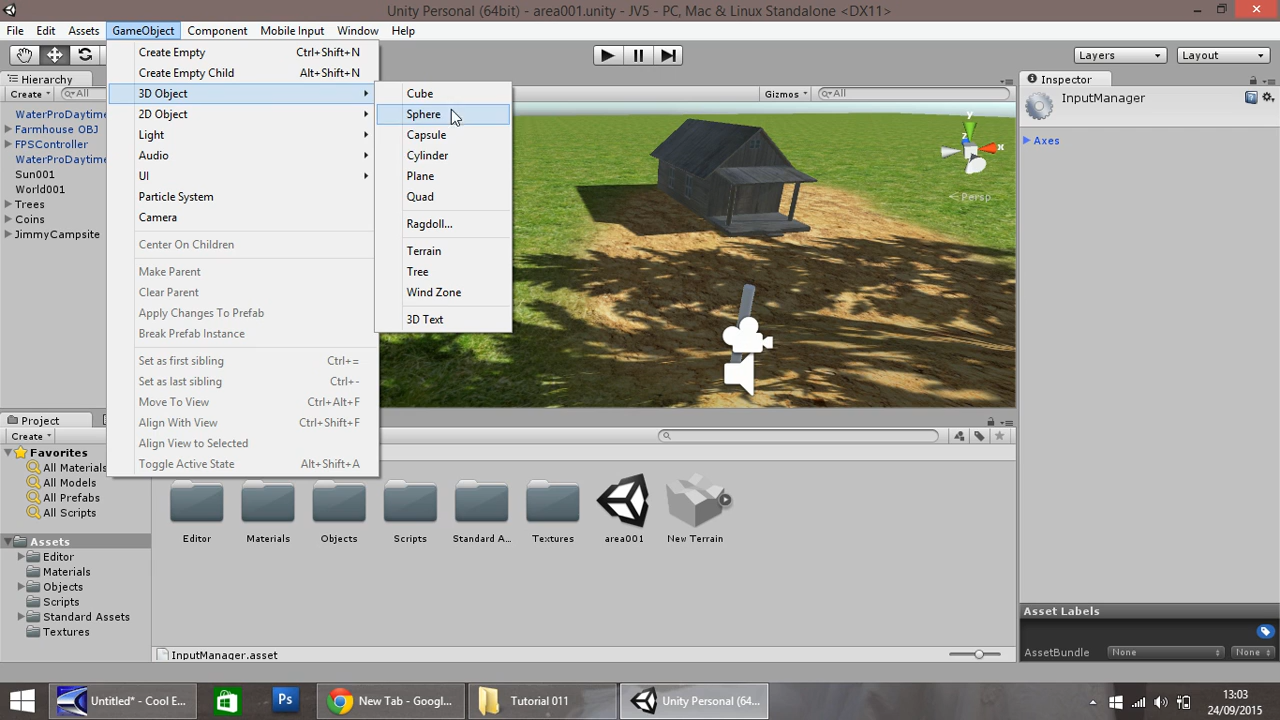 Unity Personal (64bit) - area001.unity - JV5 - PC, Mac & Linux Standalone <DX11>
File Edit Assets GameObject Component Mobile Input Window Help
Layers
Layout
Hierarchy
Create
All
WaterProDaytime
Farmhouse OBJ
FPSController
WaterProDaytime
Sun001
World001
Trees
Coins
JimmyCampsite
Create Empty Ctrl+Shift+N
Create Empty Child Alt+Shift+N
3D Object
2D Object
Light
Audio
UI
Particle System
Camera
Center On Children
Make Parent
Clear Parent
Apply Changes To Prefab
Break Prefab Instance
Set as first sibling Ctrl+=
Set as last sibling Ctrl+-
Move To View Ctrl+Alt+F
Align With View Ctrl+Shift+F
Align View to Selected
Toggle Active State Alt+Shift+A
Cube
Sphere
Capsule
Cylinder
Plane
Quad
Ragdoll...
Terrain
Tree
Wind Zone
3D Text
Gizmos
All
y
z
x
Persp
Inspector
InputManager
Axes
Project
Create
Favorites
All Materials
All Models
All Prefabs
All Scripts
Assets
Editor
Materials
Objects
Scripts
Standard Assets
Textures
Editor
Materials
Objects
Scripts
Standard A...
Textures
area001
New Terrain
InputManager.asset
Asset Labels
AssetBundle None None
Untitled* - Cool E...
Ps
New Tab - Googl...
Tutorial 011
Unity Personal (64...
13:03
24/09/2015